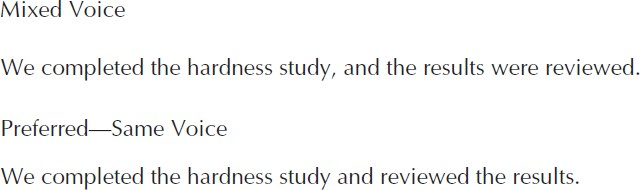 Mixed Voice
We completed the hardness study, and the results were reviewed.
Preferred—Same Voice
We completed the hardness study and reviewed the results.